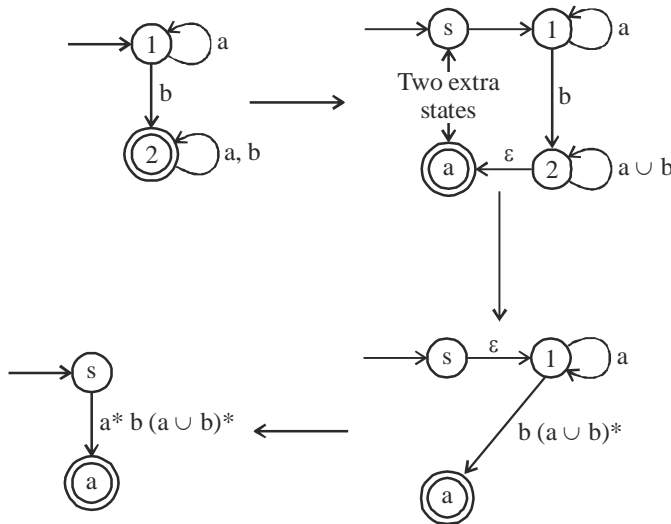 1
a
b
2
a, b
s
1
a
Two extra
states
b
a
ε
2
a ∪ b
s
a* b (a ∪ b)*
a
s
ε
1
a
b (a ∪ b)*
a